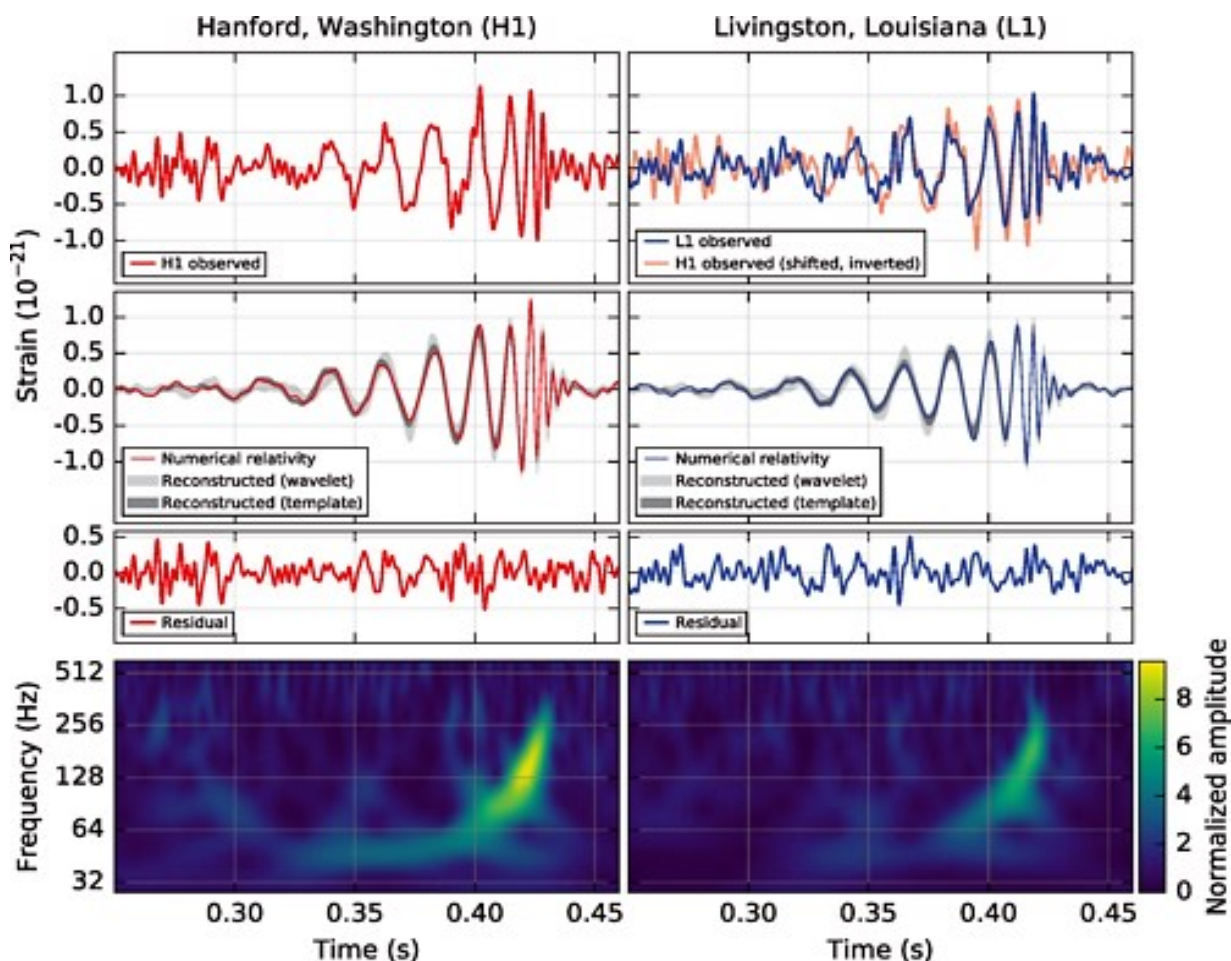 Hanford, Washington (H1)
Livingston, Louisiana (L1)
1.0
0.5
0.0
-0.5
-1.0
H1 observed
L1 observed
H1 observed (shifted, inverted)
Strain (10⁻²¹)
1.0
0.5
0.0
-0.5
-1.0
Numerical relativity
Reconstructed (wavelet)
Reconstructed (template)
Numerical relativity
Reconstructed (wavelet)
Reconstructed (template)
0.5
0.0
-0.5
Residual
Residual
Frequency (Hz)
512
256
128
64
32
0.30 0.35 0.40 0.45
Time (s)
0.30 0.35 0.40 0.45
Time (s)
8
6
4
2
0
Normalized amplitude